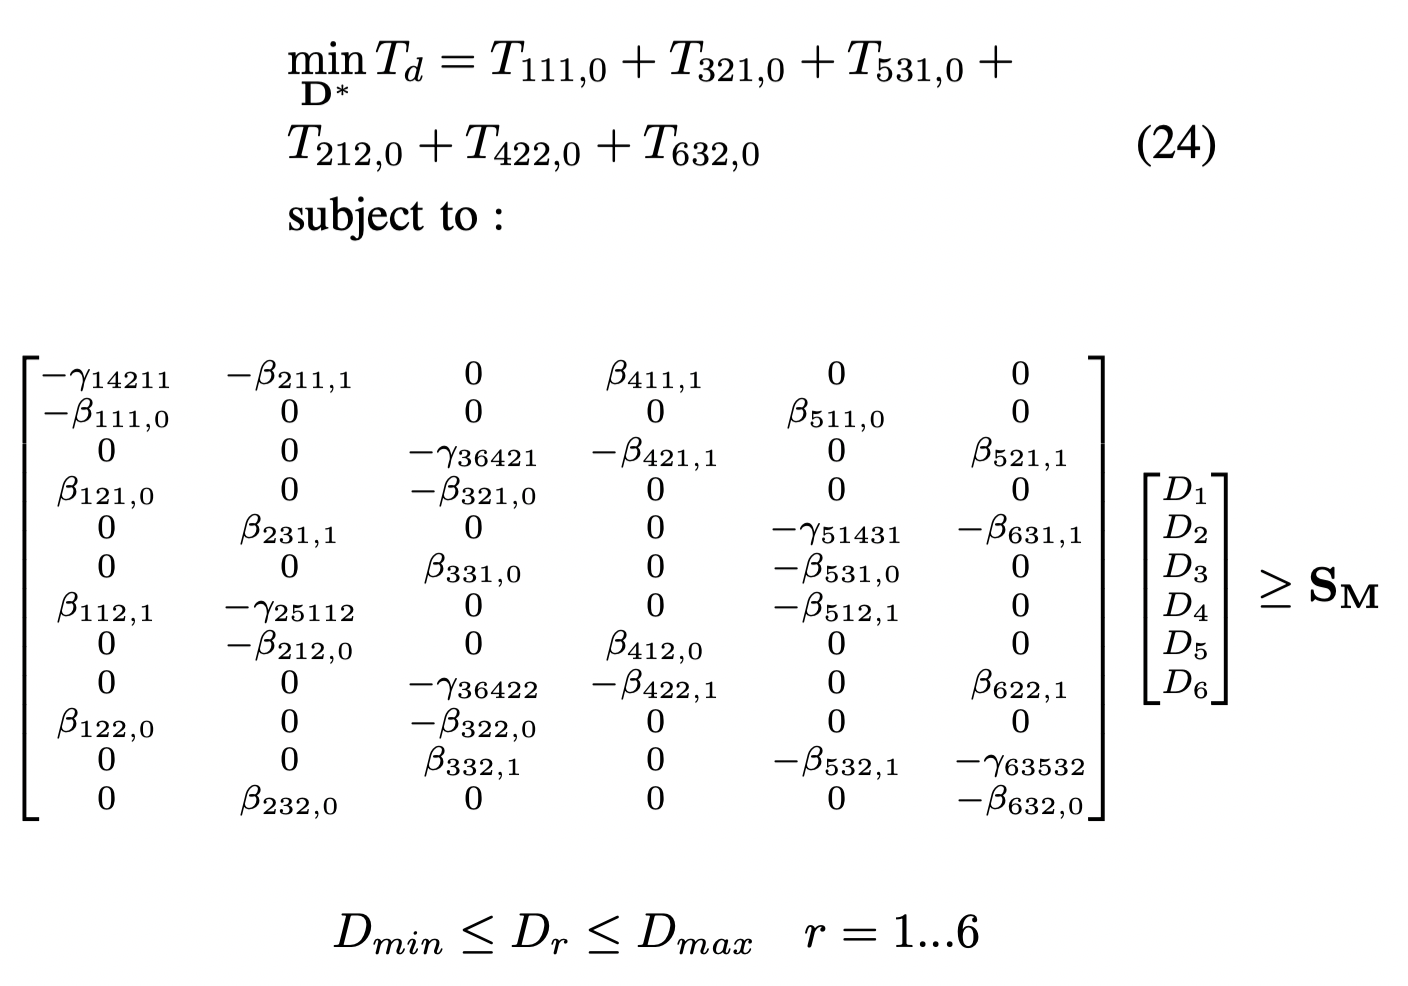 min T_d = T_{111,0} + T_{321,0} + T_{531,0} +
D*
T_{212,0} + T_{422,0} + T_{632,0} (24)
subject to :
-γ_{14211} -β_{211,1} 0 β_{411,1} 0 0
-β_{111,0} 0 0 0 β_{511,0} 0
0 0 -γ_{36421} -β_{421,1} 0 β_{521,1}
β_{121,0} 0 -β_{321,0} 0 0 0 D_1
0 β_{231,1} 0 0 -γ_{51431} -β_{631,1} D_2
0 0 β_{331,0} 0 -β_{531,0} 0 D_3 ≥ S_M
β_{112,1} -γ_{25112} 0 0 -β_{512,1} 0 D_4
0 -β_{212,0} 0 β_{412,0} 0 0 D_5
0 0 -γ_{36422} -β_{422,1} 0 β_{622,1} D_6
β_{122,0} 0 -β_{322,0} 0 0 0
0 0 β_{332,1} 0 -β_{532,1} -γ_{63532}
0 β_{232,0} 0 0 0 -β_{632,0}
D_{min} ≤ D_r ≤ D_{max} r = 1...6